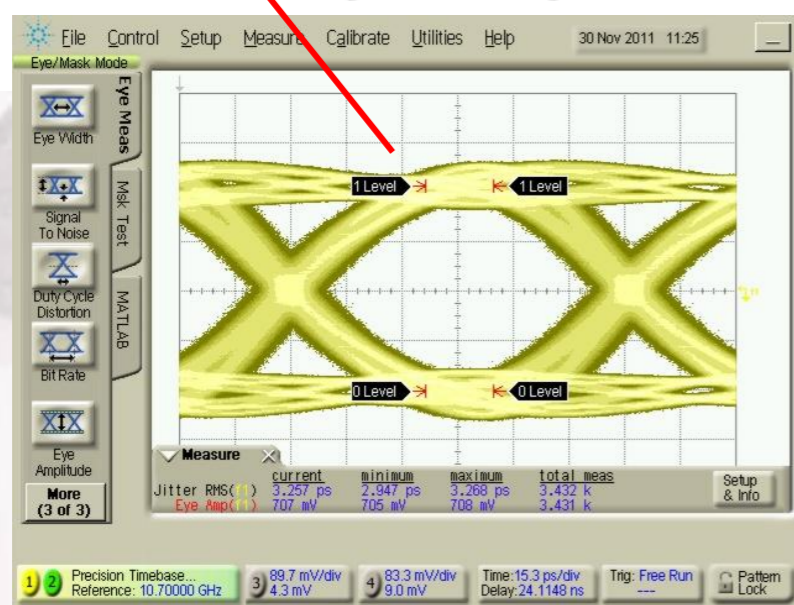 File Control Setup Measure Calibrate Utilities Help 30 Nov 2011 11:25
Eye/Mask Mode
Eye Meas
Msk Test
MATLAB
Eye Width
Signal
To Noise
Duty Cycle
Distortion
Bit Rate
Eye
Amplitude
More
(3 of 3)
1 Level 1 Level
0 Level 0 Level
Measure
current minimum maximum total meas
Jitter RMS(f1) 3.257 ps 2.947 ps 3.268 ps 3.432 k
Eye Amp(f1) 707 mV 705 mV 708 mV 3.431 k
Setup
& Info
1 2 Precision Timebase...
Reference: 10.70000 GHz
3 89.7 mV/div
4.3 mV
4 83.3 mV/div
9.0 mV
Time:15.3 ps/div
Delay:24.1148 ns
Trig: Free Run
---
Pattern
Lock